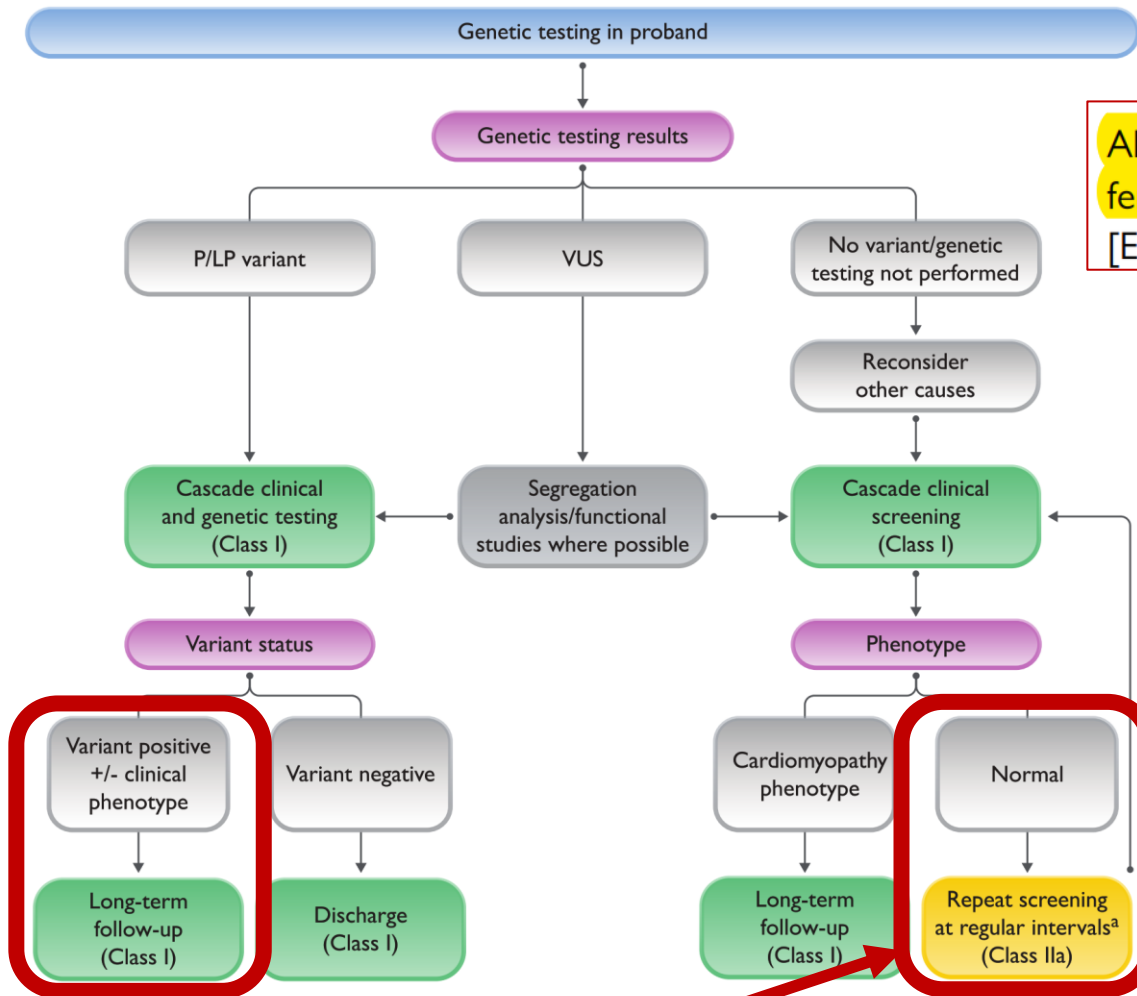 Genetic testing in proband
Genetic testing results
P/LP variant
VUS
No variant/genetic
testing not performed
Reconsider
other causes
Cascade clinical
and genetic testing
(Class I)
Segregation
analysis/functional
studies where possible
Cascade clinical
screening
(Class I)
Variant status
Phenotype
Variant positive
+/- clinical
phenotype
Variant negative
Cardiomyopathy
phenotype
Normal
Long-term
follow-up
(Class I)
Discharge
(Class I)
Long-term
follow-up
(Class I)
Repeat screening
at regular intervalsᵃ
(Class IIa)
fe
[E